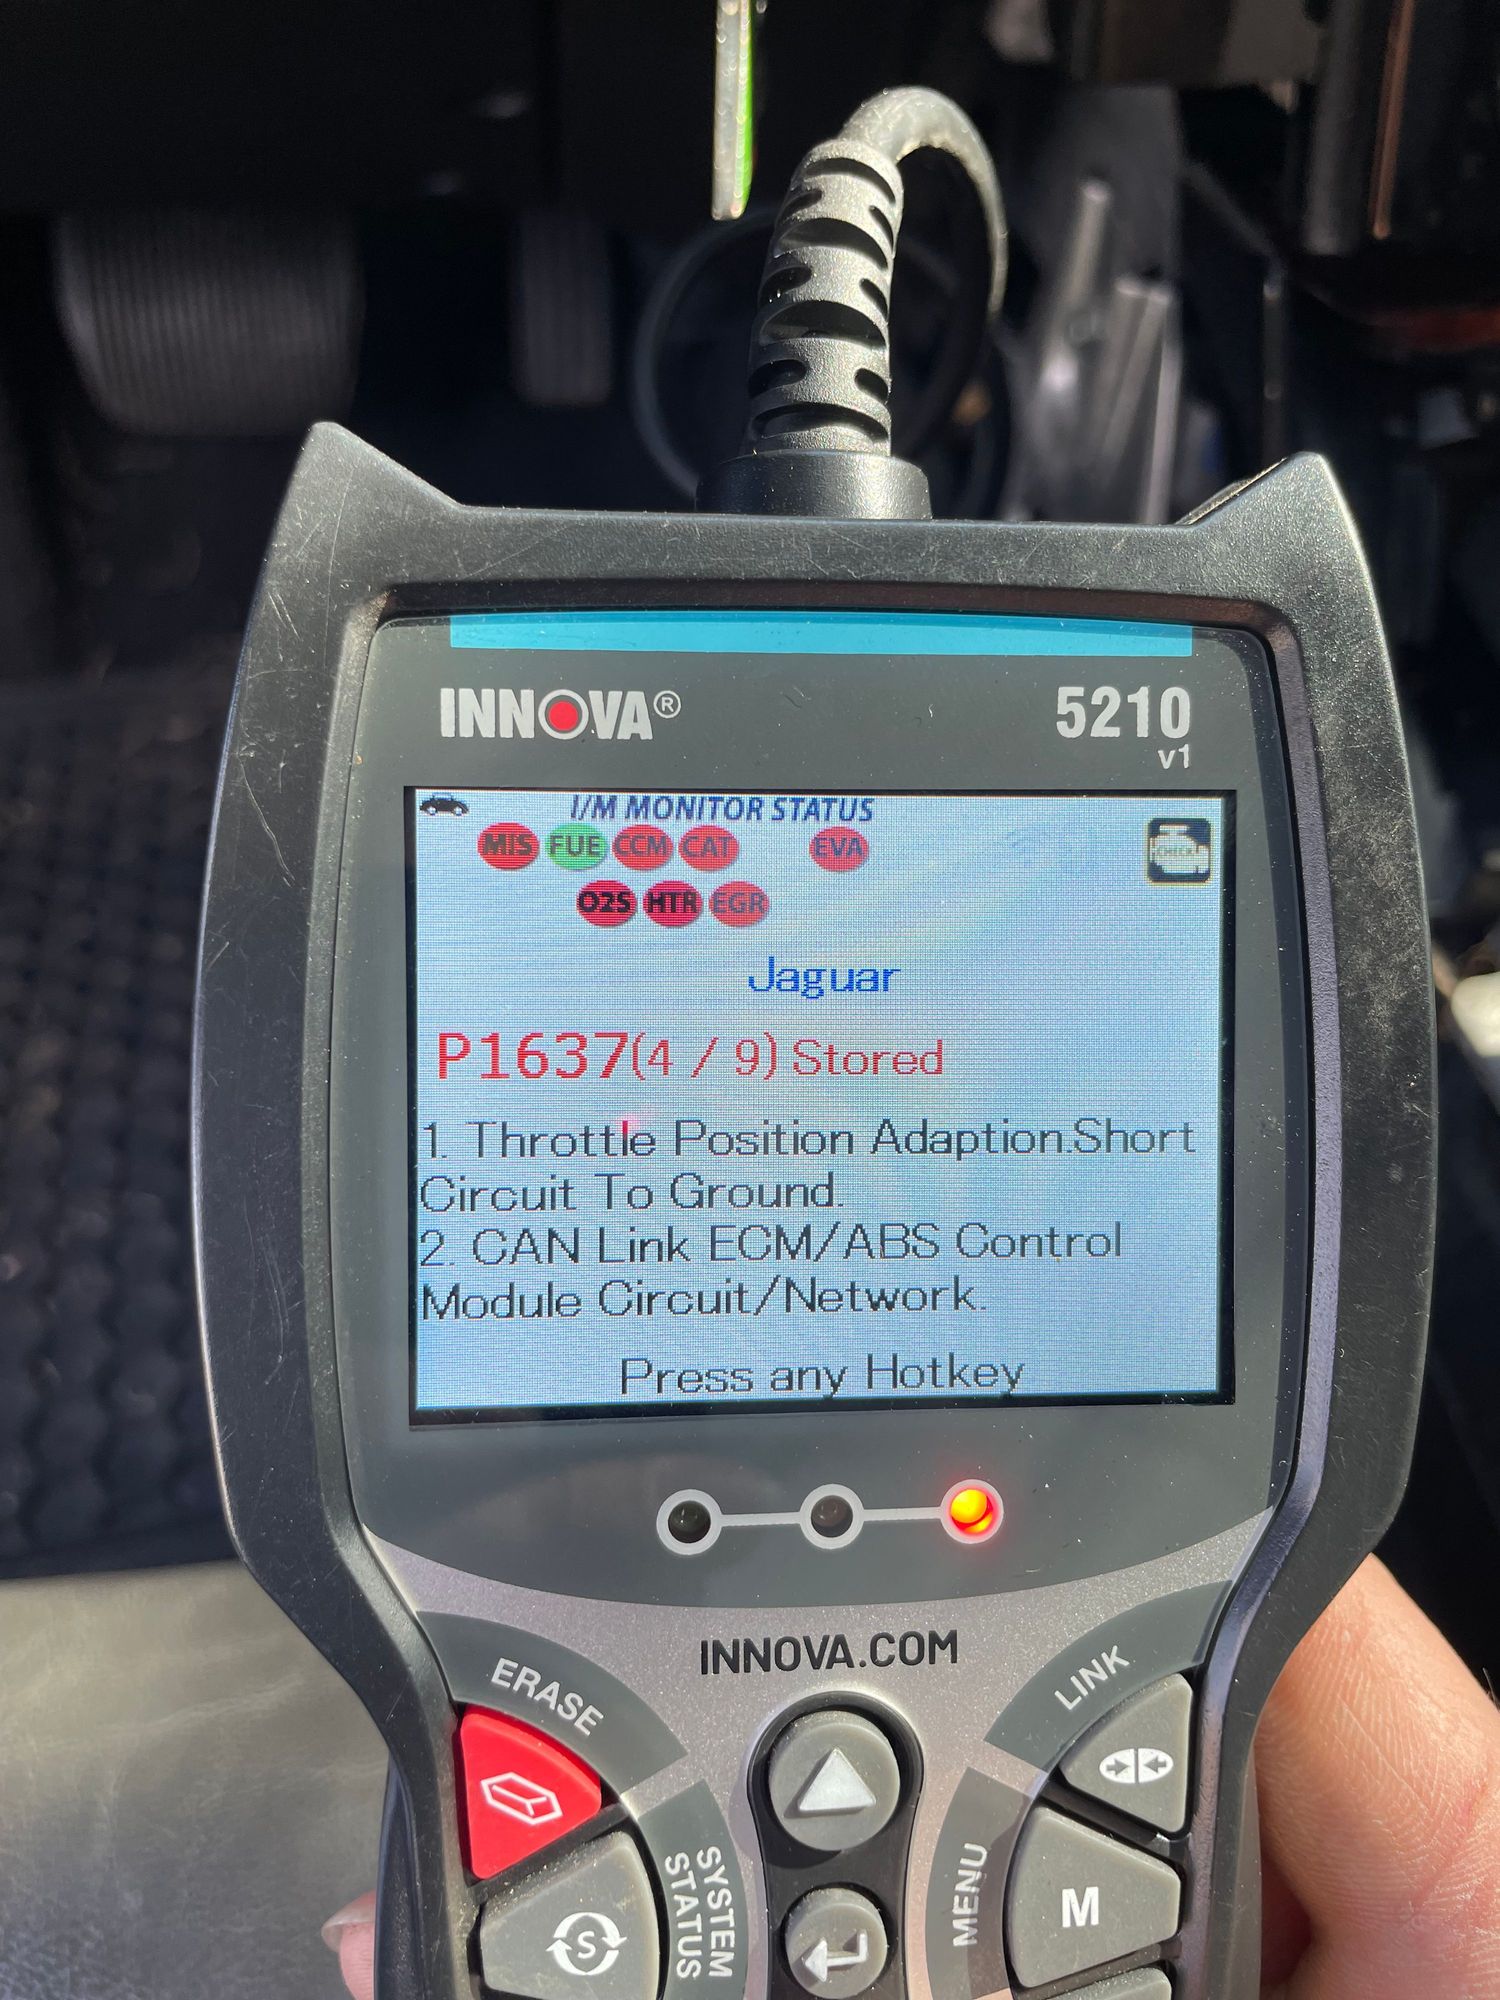 INNOVA®
5210
v1
I/M MONITOR STATUS
MIS FUE CCM CAT EVA
CHECK
O2S HTR EGR
Jaguar
P1637(4 / 9) Stored
1. Throttle Position Adaption.Short
Circuit To Ground.
2. CAN Link ECM/ABS Control
Module Circuit/Network.
Press any Hotkey
INNOVA.COM
ERASE
LINK
SYSTEM
STATUS
S
MENU
M